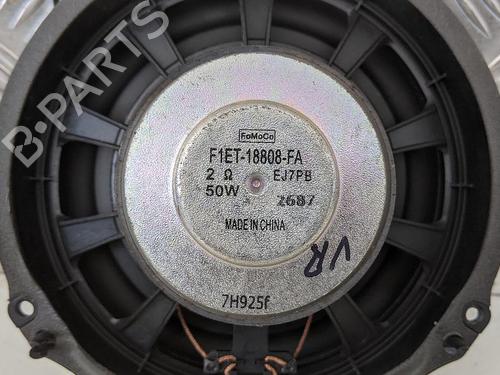 B-PARTS
FoMoCo
F1ET-18808-FA
2 Ω EJ7PB
50W 2687
MADE IN CHINA
VR
7H925f